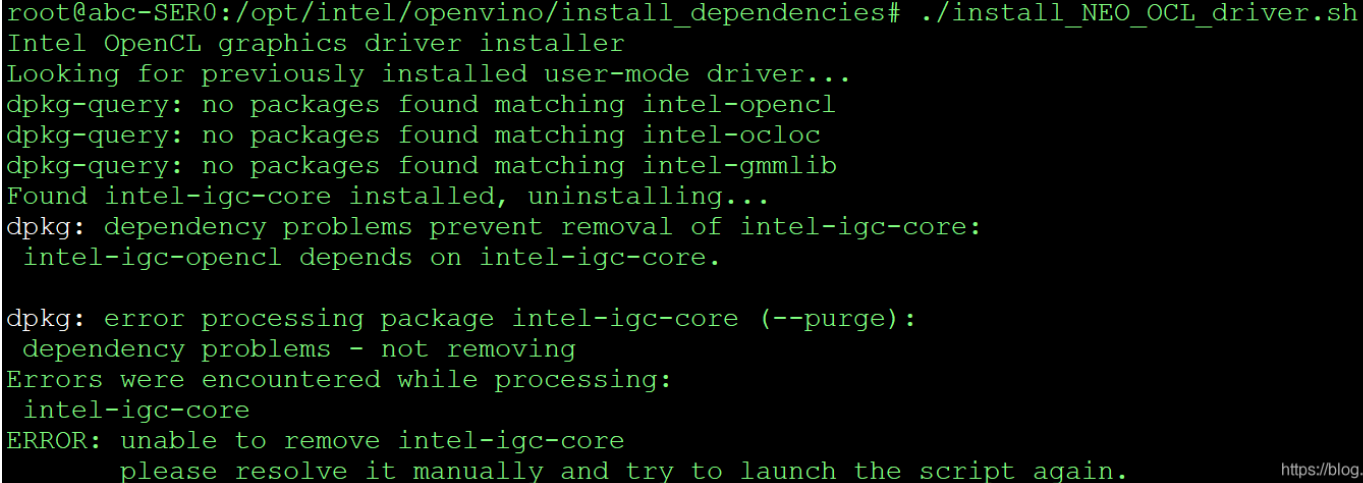 root@abc-SER0:/opt/intel/openvino/install_dependencies# ./install_NEO_OCL_driver.sh
Intel OpenCL graphics driver installer
Looking for previously installed user-mode driver...
dpkg-query: no packages found matching intel-opencl
dpkg-query: no packages found matching intel-ocloc
dpkg-query: no packages found matching intel-gmmlib
Found intel-igc-core installed, uninstalling...
dpkg: dependency problems prevent removal of intel-igc-core:
 intel-igc-opencl depends on intel-igc-core.

dpkg: error processing package intel-igc-core (--purge):
 dependency problems - not removing
Errors were encountered while processing:
 intel-igc-core
ERROR: unable to remove intel-igc-core
       please resolve it manually and try to launch the script again.
https://blog.